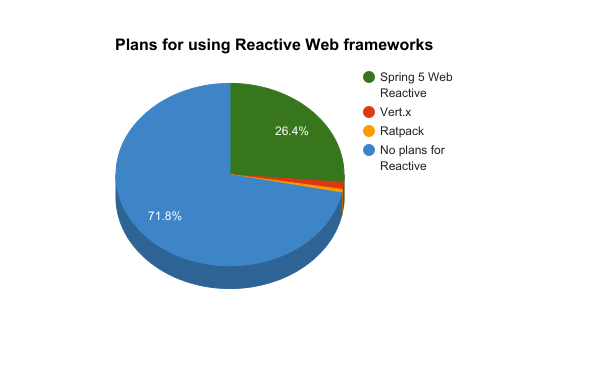 Plans for using Reactive Web frameworks
Spring 5 Web
Reactive
Vert.x
Ratpack
No plans for
Reactive
26.4%
71.8%